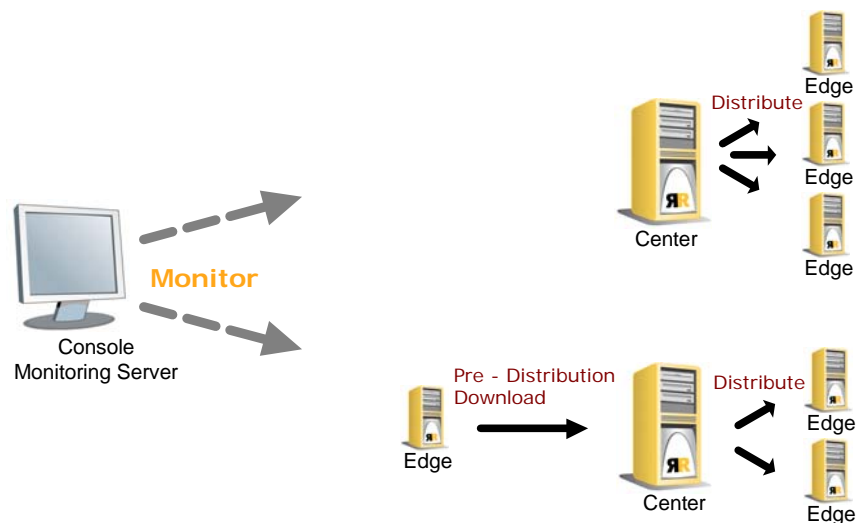 Edge
Distribute
Edge
Edge
Center
Monitor
Console
Monitoring Server
Pre - Distribution
Download
Distribute
Edge
Edge
Center
Edge